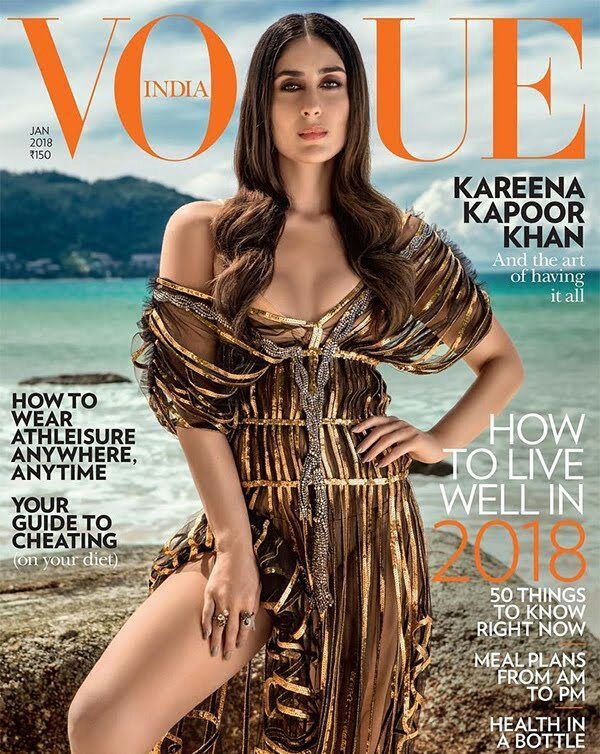 VOGUE
INDIA
JAN
2018
₹150
KAREENA
KAPOOR
KHAN
And the art
of having
it all
HOW TO
WEAR
ATHLEISURE
ANYWHERE,
ANYTIME
YOUR
GUIDE TO
CHEATING
(on your diet)
HOW
TO LIVE
WELL IN
2018
50 THINGS
TO KNOW
RIGHT NOW
MEAL PLANS
FROM AM
TO PM
HEALTH IN
A BOTTLE